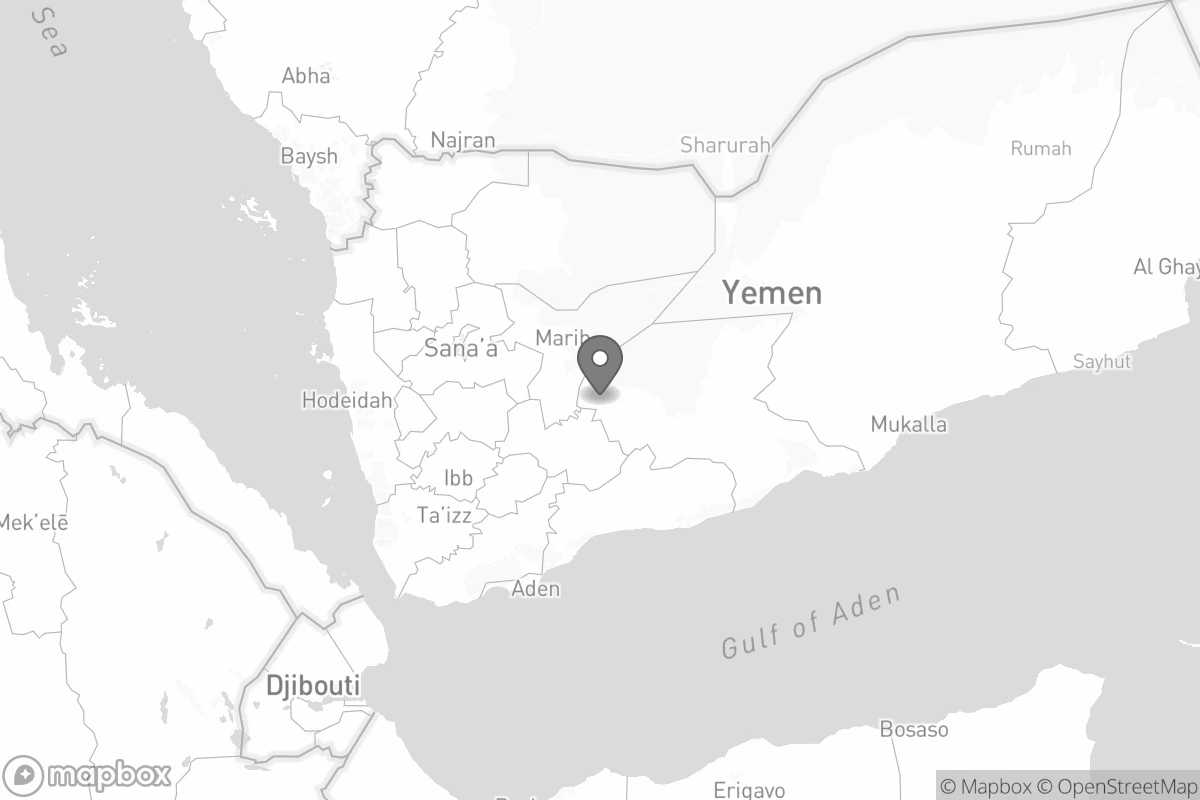 Sea
Abha
Najran
Baysh
Sharurah
Rumah
Al Ghay
Yemen
Marib
Sana’a
Sayhut
Hodeidah
Mukalla
Ibb
Ta’izz
Mek’elē
Aden
Gulf of Aden
Djibouti
Bosaso
mapbox
Erigavo
© Mapbox © OpenStreetMap